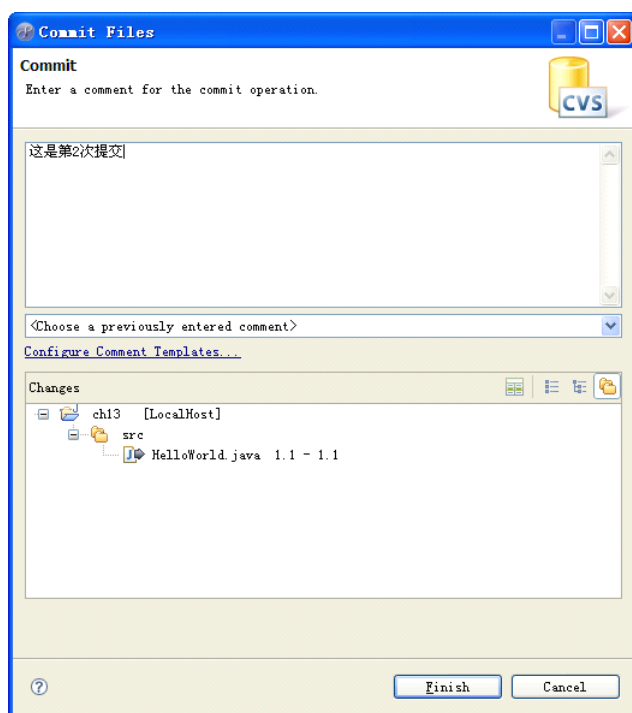 Commit Files
Commit
Enter a comment for the commit operation.
CVS
这是第2次提交
<Choose a previously entered comment>
Configure Comment Templates...
Changes
ch13 [LocalHost]
src
HelloWorld.java 1.1 - 1.1
Finish Cancel